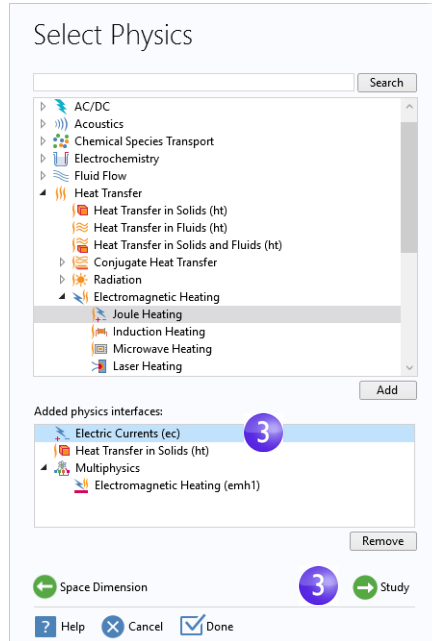 Select Physics
Search
AC/DC
Acoustics
Chemical Species Transport
Electrochemistry
Fluid Flow
Heat Transfer
Heat Transfer in Solids (ht)
Heat Transfer in Fluids (ht)
Heat Transfer in Solids and Fluids (ht)
Conjugate Heat Transfer
Radiation
Electromagnetic Heating
Joule Heating
Induction Heating
Microwave Heating
Laser Heating
Add
Added physics interfaces:
Electric Currents (ec) 3
Heat Transfer in Solids (ht)
Multiphysics
Electromagnetic Heating (emh1)
Remove
Space Dimension 3 Study
? Help Cancel Done